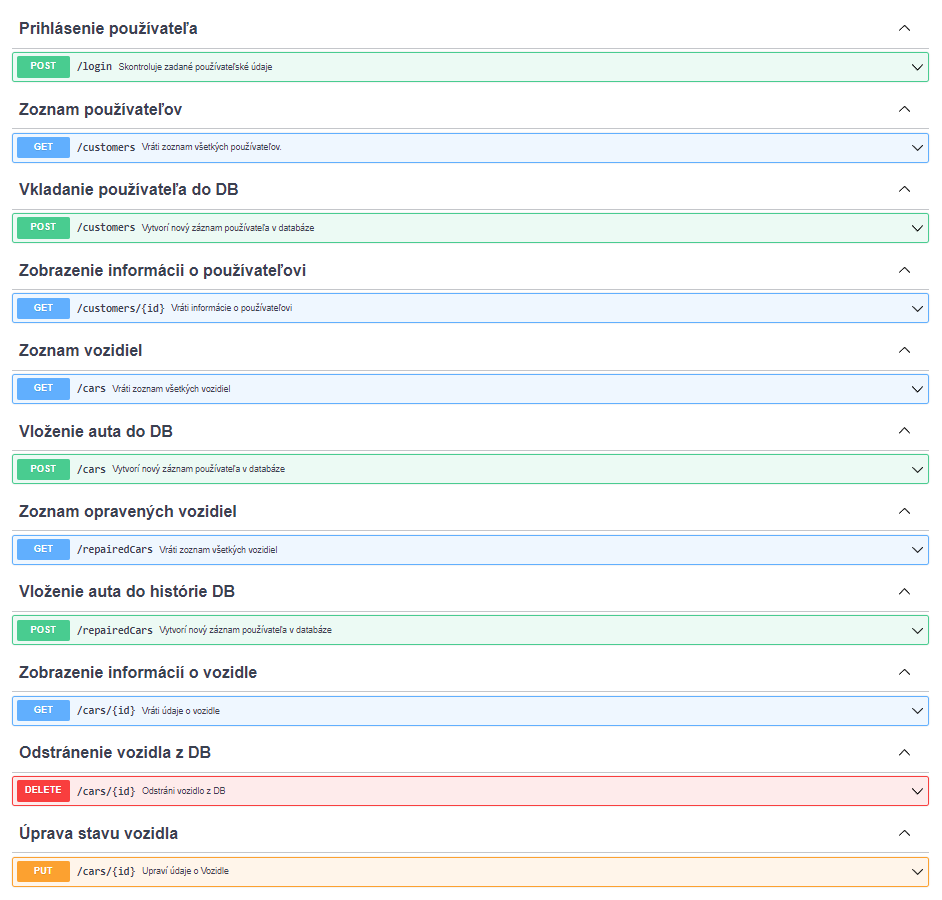 Prihlásenie používateľa
POST /login Skontroluje zadané používateľské údaje
Zoznam používateľov
GET /customers Vráti zoznam všetkých používateľov.
Vkladanie používateľa do DB
POST /customers Vytvorí nový záznam používateľa v databáze
Zobrazenie informácii o používateľovi
GET /customers/{id} Vráti informácie o používateľovi
Zoznam vozidiel
GET /cars Vráti zoznam všetkých vozidiel
Vloženie auta do DB
POST /cars Vytvorí nový záznam používateľa v databáze
Zoznam opravených vozidiel
GET /repairedCars Vráti zoznam všetkých vozidiel
Vloženie auta do histórie DB
POST /repairedCars Vytvorí nový záznam používateľa v databáze
Zobrazenie informácií o vozidle
GET /cars/{id} Vráti údaje o vozidle
Odstránenie vozidla z DB
DELETE /cars/{id} Odstráni vozidlo z DB
Úprava stavu vozidla
PUT /cars/{id} Upraví údaje o Vozidle